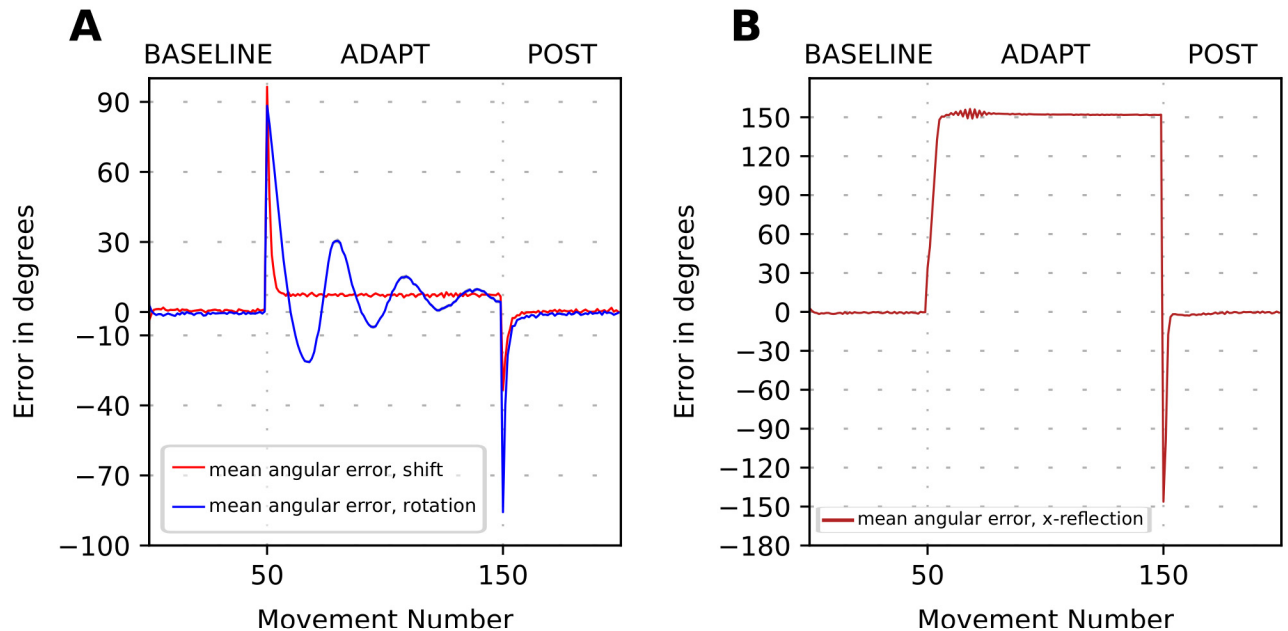 A
BASELINE ADAPT POST
90
60
30
0
−10
−40
−70
−100
Error in degrees
mean angular error, shift
mean angular error, rotation
50 150
Movement Number
B
BASELINE ADAPT POST
150
120
90
60
30
0
−30
−60
−90
−120
−150
−180
Error in degrees
mean angular error, x-reflection
50 150
Movement Number